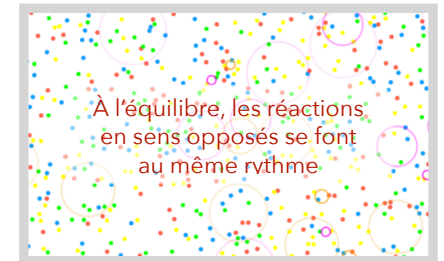 À l'équilibre, les réactions
en sens opposés se font
au même rythme